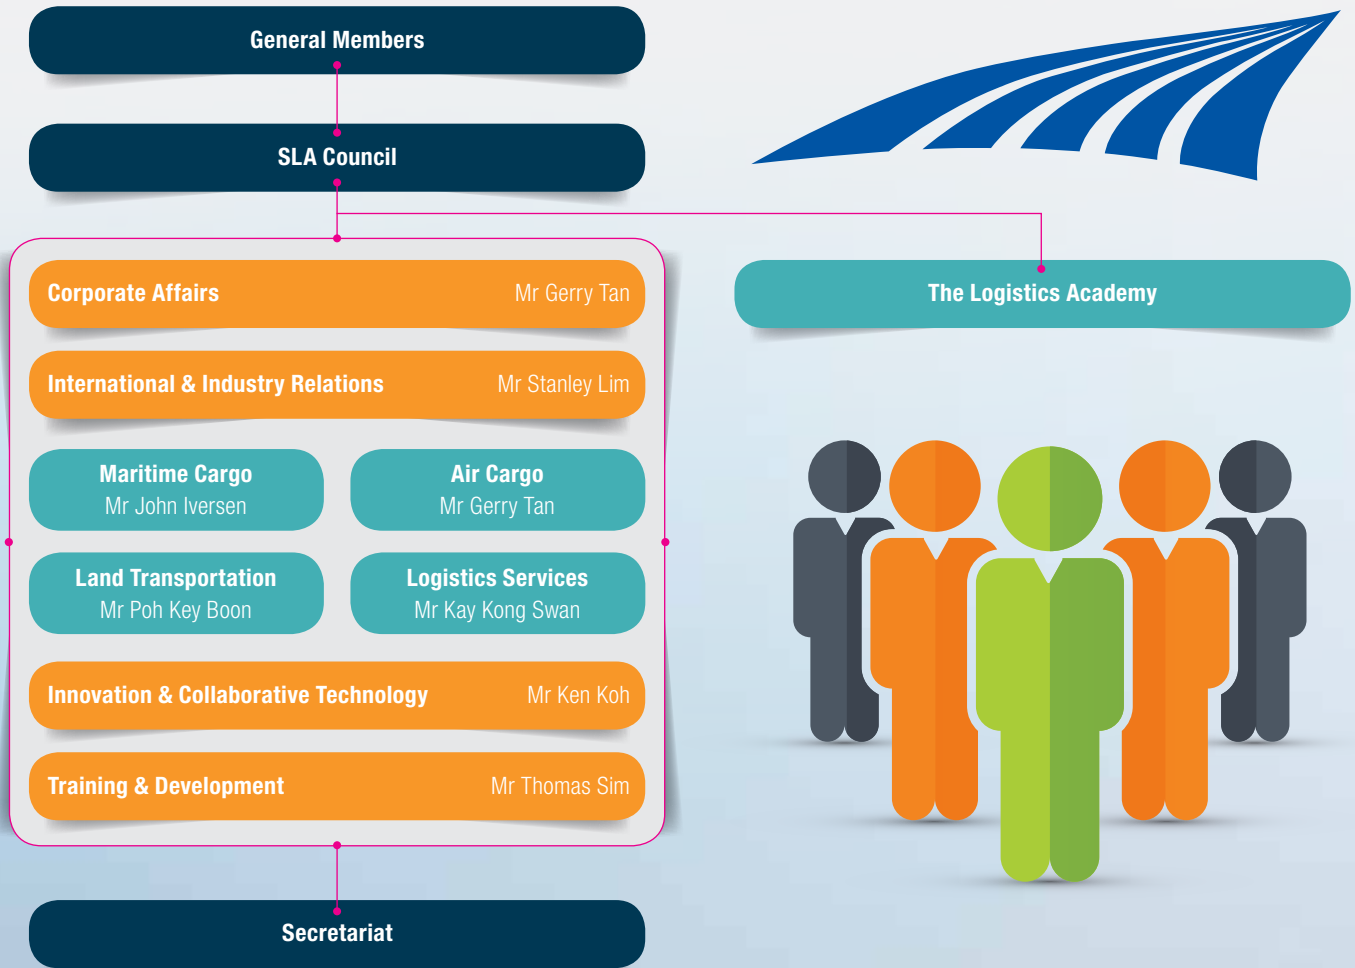 General Members
SLA Council
Corporate Affairs Mr Gerry Tan
The Logistics Academy
International & Industry Relations Mr Stanley Lim
Maritime Cargo
Mr John Iversen
Air Cargo
Mr Gerry Tan
Land Transportation
Mr Poh Key Boon
Logistics Services
Mr Kay Kong Swan
Innovation & Collaborative Technology Mr Ken Koh
Training & Development Mr Thomas Sim
Secretariat